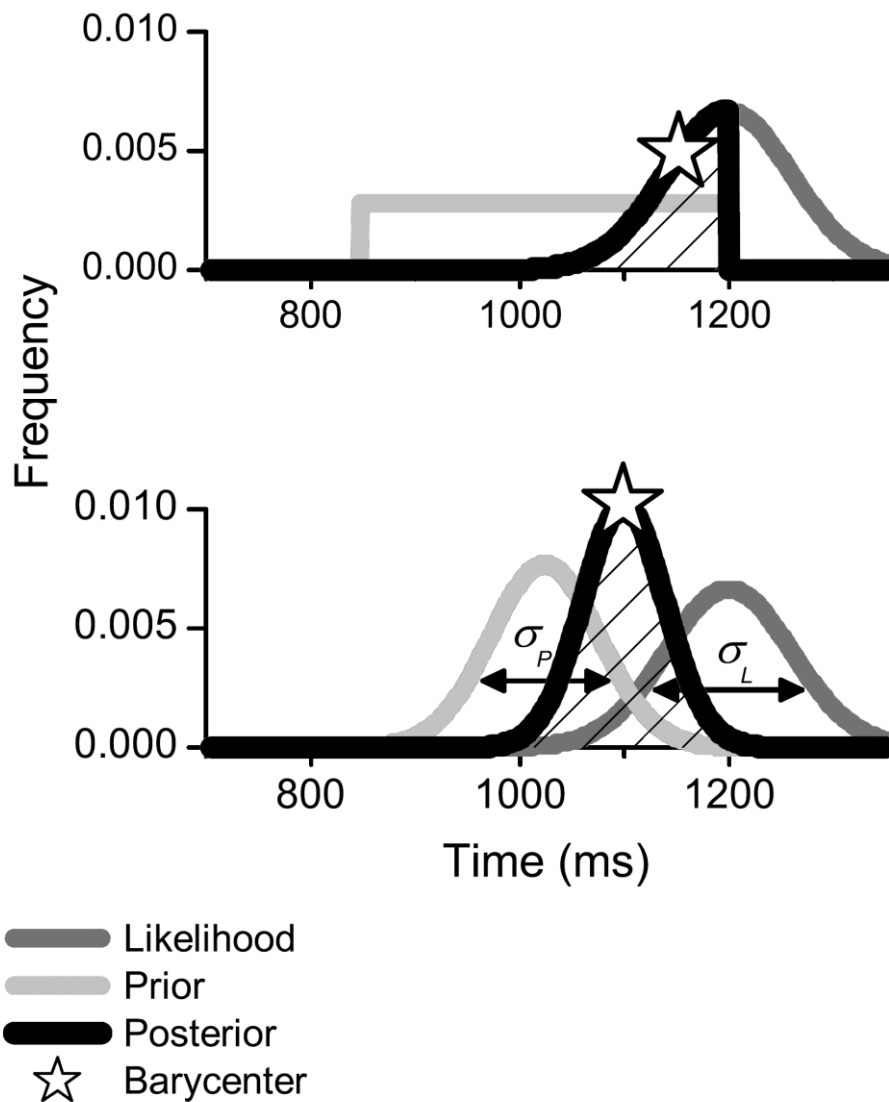 Frequency
0.010
0.005
0.000
800 1000 1200
0.010
0.005
0.000
σP
σL
800 1000 1200
Time (ms)
Likelihood
Prior
Posterior
Barycenter